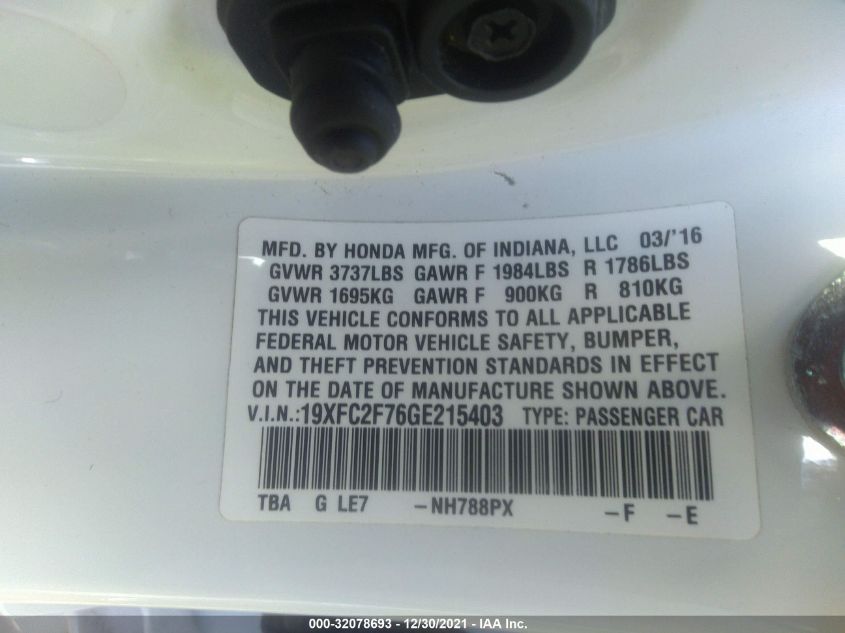 MFD. BY HONDA MFG. OF INDIANA, LLC 03/'16
GVWR 3737LBS GAWR F 1984LBS R 1786LBS
GVWR 1695KG GAWR F 900KG R 810KG
THIS VEHICLE CONFORMS TO ALL APPLICABLE
FEDERAL MOTOR VEHICLE SAFETY, BUMPER,
AND THEFT PREVENTION STANDARDS IN EFFECT
ON THE DATE OF MANUFACTURE SHOWN ABOVE.
V.I.N.:19XFC2F76GE215403 TYPE: PASSENGER CAR
TBA G LE7 –NH788PX –F –E
000-32078693 - 12/30/2021 - IAA Inc.